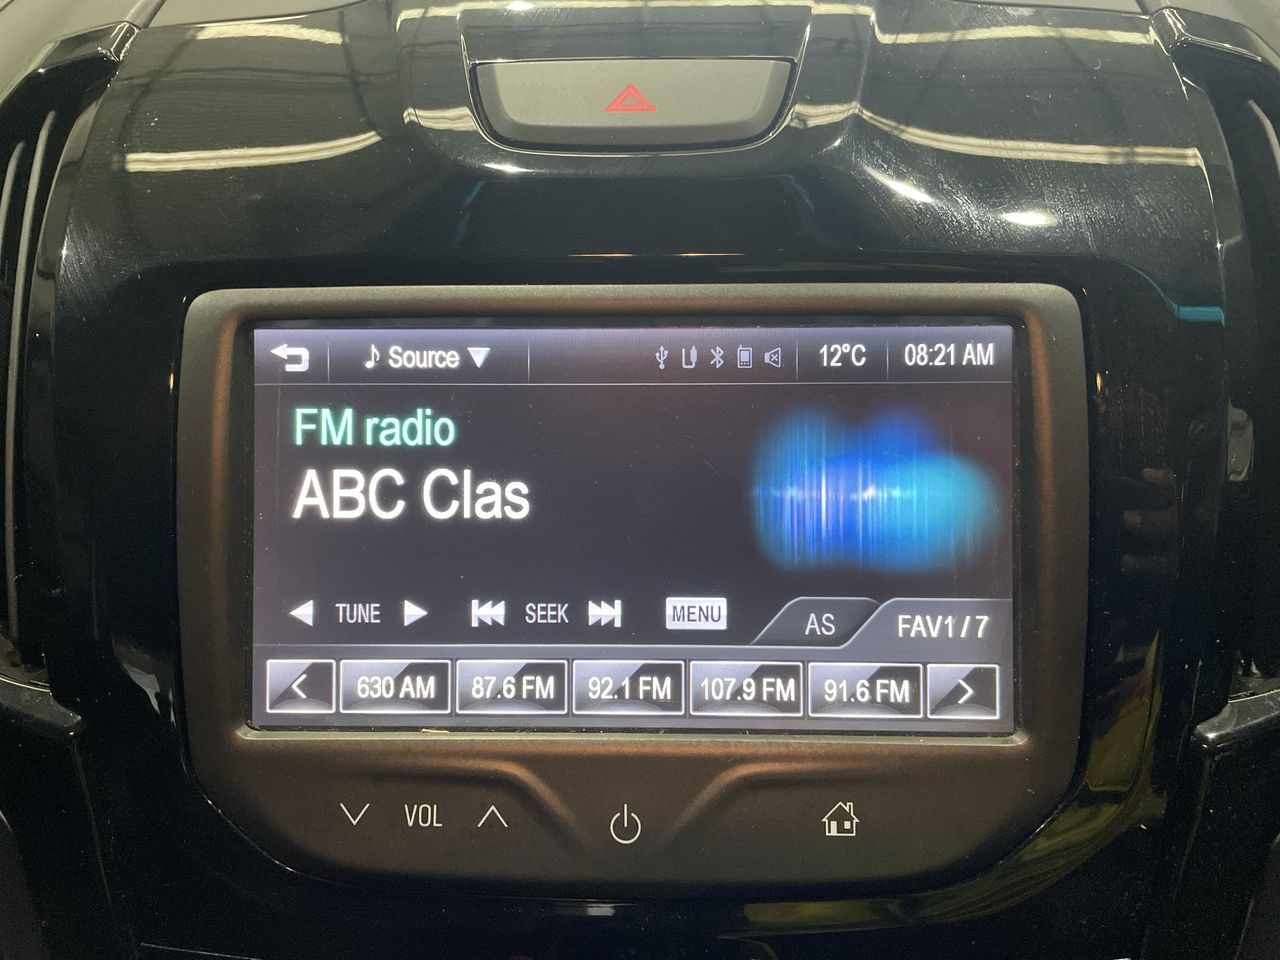 Source 12°C 08:21 AM
FM radio
ABC Clas
TUNE SEEK MENU AS FAV1/7
630 AM 87.6 FM 92.1 FM 107.9 FM 91.6 FM
VOL